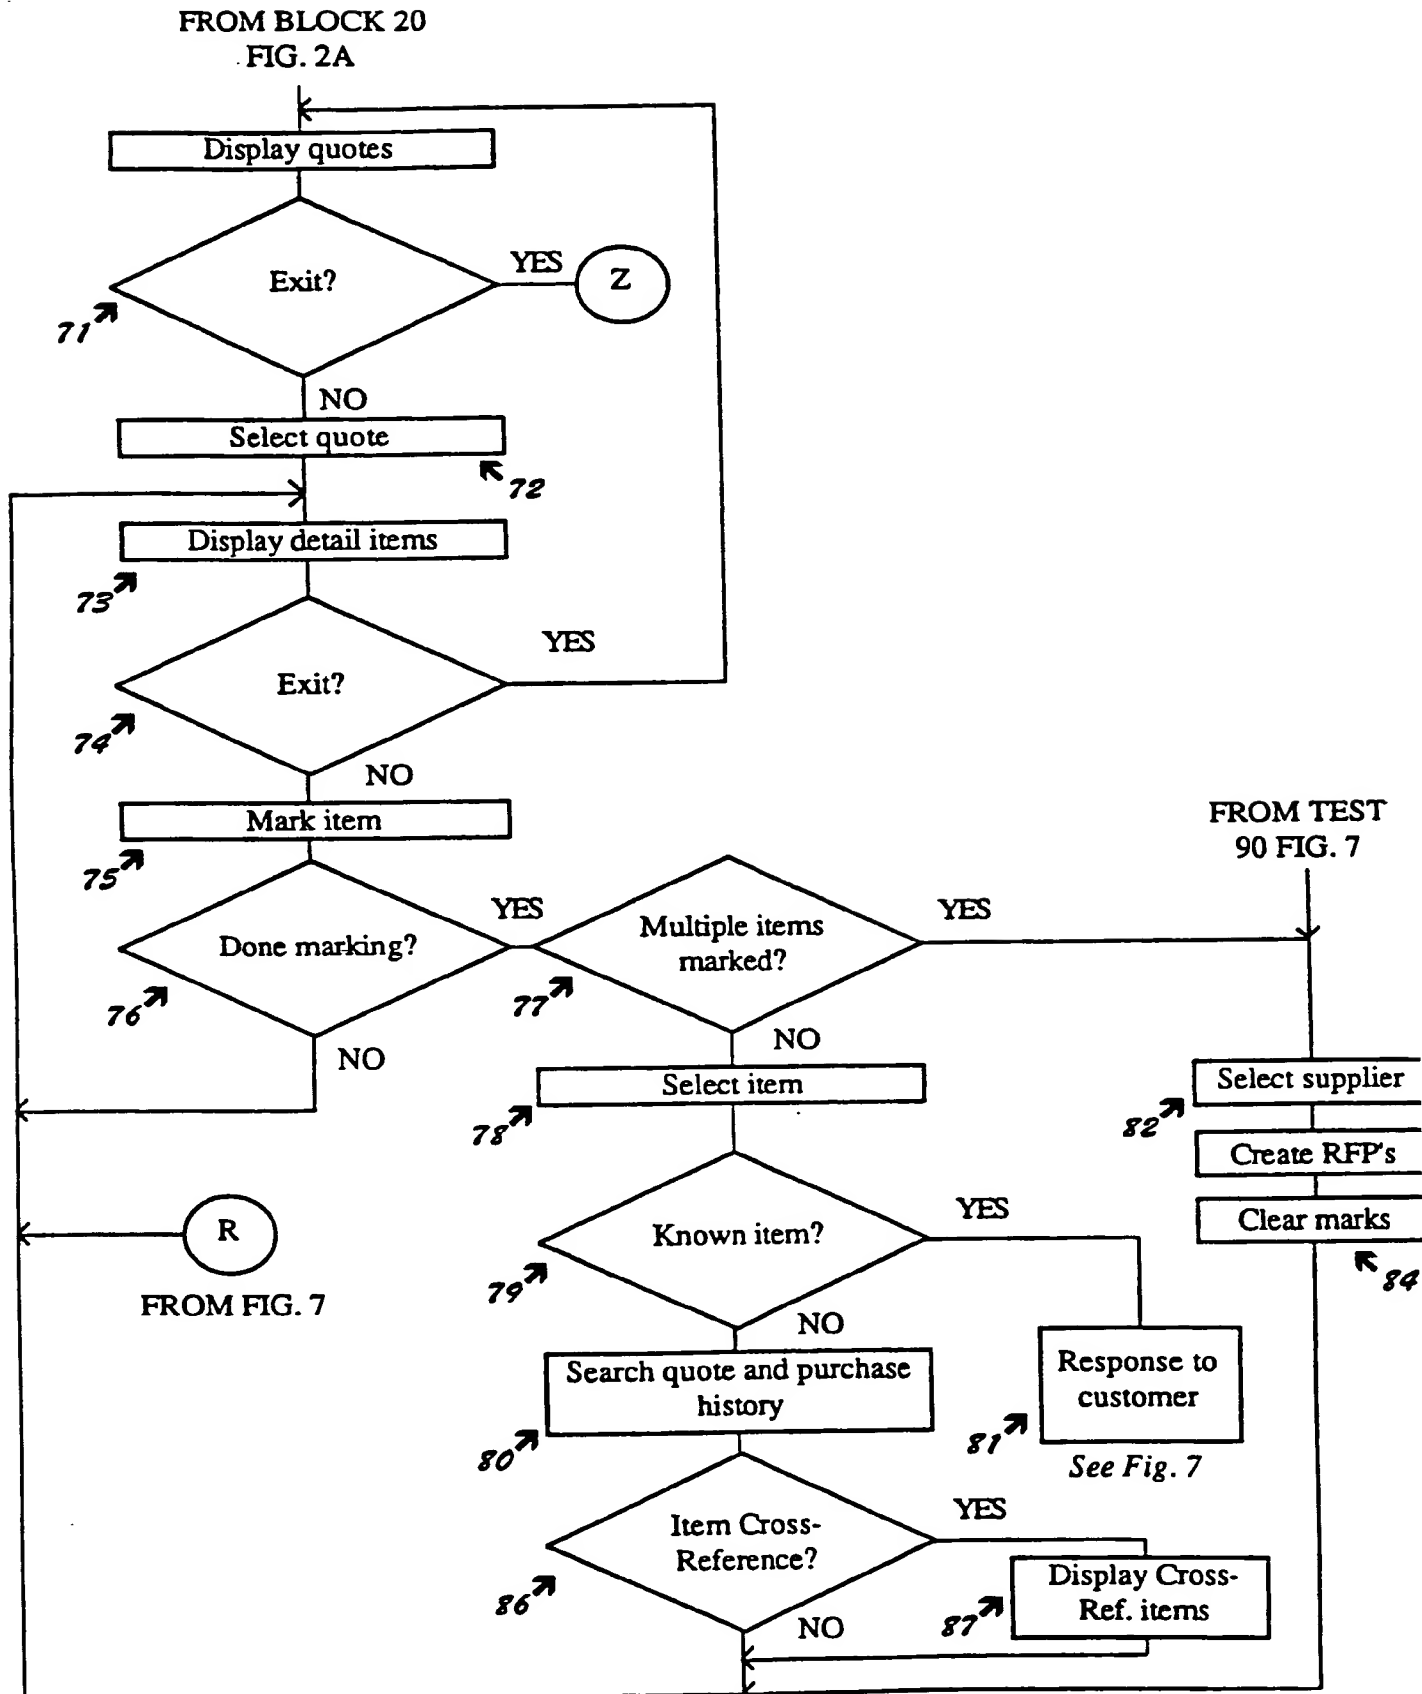 FROM BLOCK 20
FIG. 2A
Display quotes
Exit?
YES
Z
71
NO
Select quote
72
Display detail items
73
Exit?
YES
74
NO
Mark item
75
Done marking?
YES
76
NO
Multiple items
marked?
YES
77
NO
FROM TEST
90 FIG. 7
Select item
78
Select supplier
82
Create RFP's
Clear marks
84
R
FROM FIG. 7
Known item?
YES
79
NO
Search quote and purchase
history
80
Response to
customer
81
See Fig. 7
Item Cross-
Reference?
YES
86
NO
Display Cross-
Ref. items
87